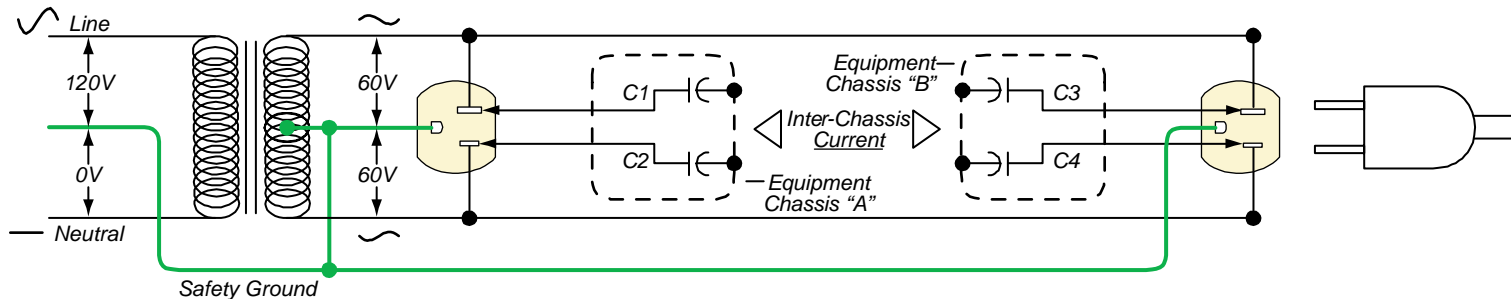 Line
120V
0V
Neutral
Safety Ground
60V
60V
C1
C2
Equipment
Chassis “A”
Inter-Chassis
Current
Equipment
Chassis “B”
C3
C4